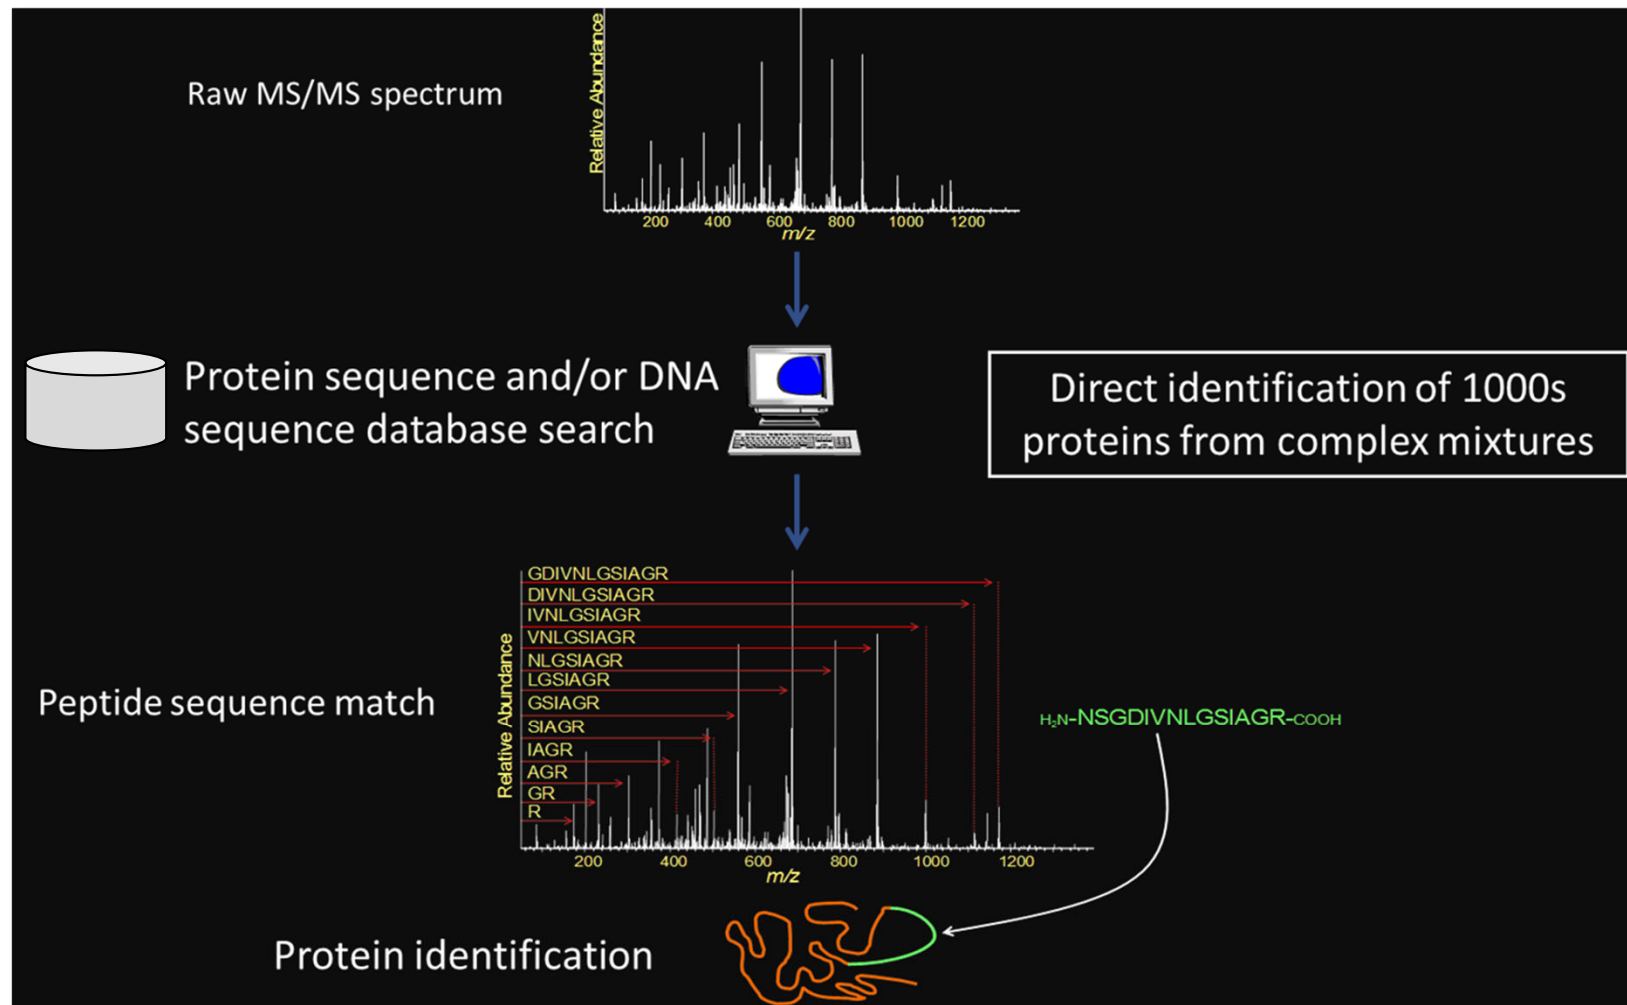 Raw MS/MS spectrum
Relative Abundance
200 400 600 800 1000 1200
m/z
Protein sequence and/or DNA
sequence database search
Direct identification of 1000s
proteins from complex mixtures
Peptide sequence match
Relative Abundance
GDIVNLGSIAGR
DIVNLGSIAGR
IVNLGSIAGR
VNLGSIAGR
NLGSIAGR
LGSIAGR
GSIAGR
SIAGR
IAGR
AGR
GR
R
200 400 600 800 1000 1200
m/z
H₂N-NSGDIVNLGSIAGR-COOH
Protein identification